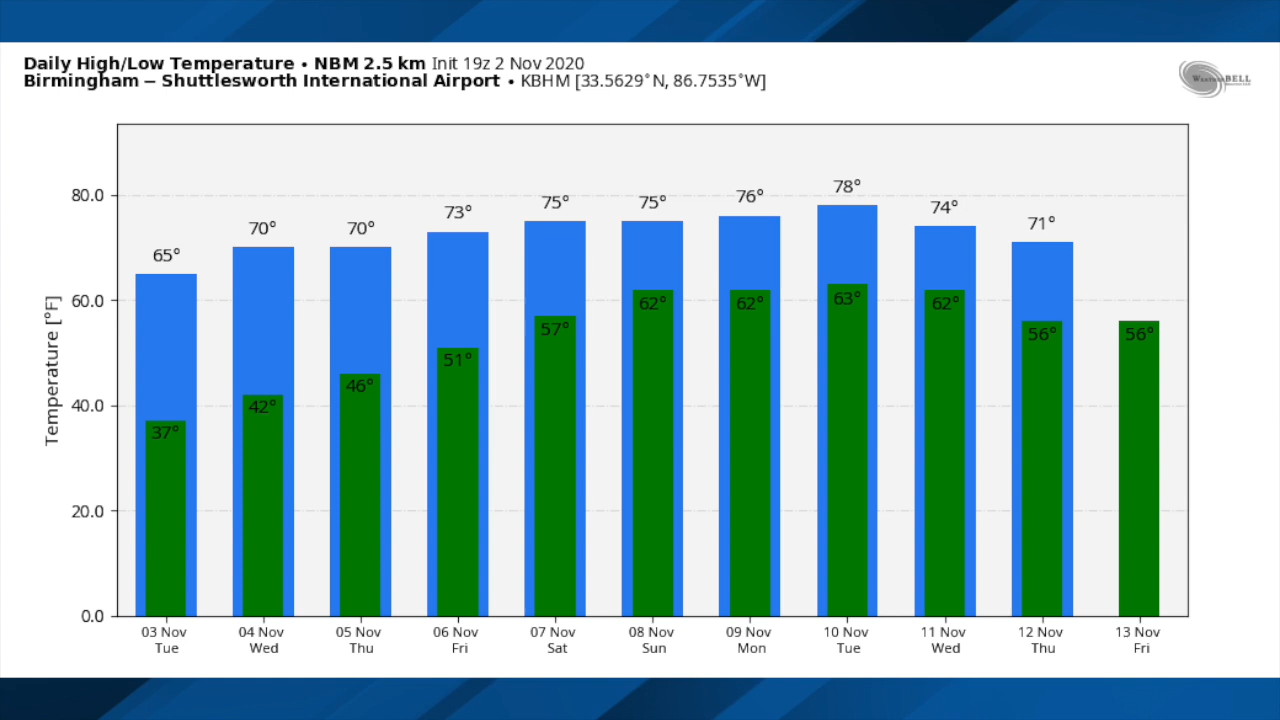 Daily High/Low Temperature • NBM 2.5 km Init 19z 2 Nov 2020
Birmingham – Shuttlesworth International Airport • KBHM [33.5629°N, 86.7535°W]
WeatherBELL
Temperature [°F]
80.0
60.0
40.0
20.0
0.0
65° 70° 70° 73° 75° 75° 76° 78° 74° 71°
37° 42° 46° 51° 57° 62° 62° 63° 62° 56° 56°
03 Nov 04 Nov 05 Nov 06 Nov 07 Nov 08 Nov 09 Nov 10 Nov 11 Nov 12 Nov 13 Nov
Tue Wed Thu Fri Sat Sun Mon Tue Wed Thu Fri